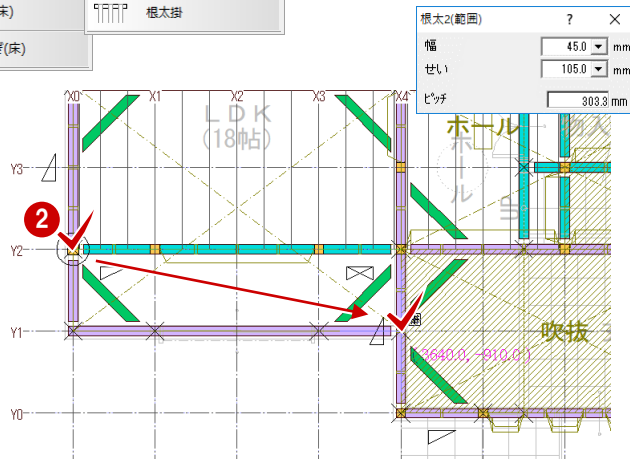 床)
根太掛
(床)
根太2(範囲)
? ×
幅 45.0 mm
せい 105.0 mm
ピッチ 303.3 mm
X0 X1 X2 X3 X4
LDK
(18帖)
ホール
物入
ホール
Y3
2
Y2
Y1
吹抜
3640.0, -910.0)
Y0